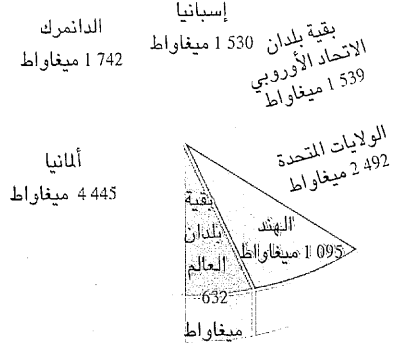 إسبانيا
1 530 ميغاواط
الدانمرك
1 742 ميغاواط
بقية بلدان
الاتحاد الأوروبي
1 539 ميغاواط
الولايات المتحدة
2 492 ميغاواط
ألمانيا
4 445 ميغاواط
الهند
1 095 ميغاواط
بقية
بلدان
العالم
632
ميغاواط